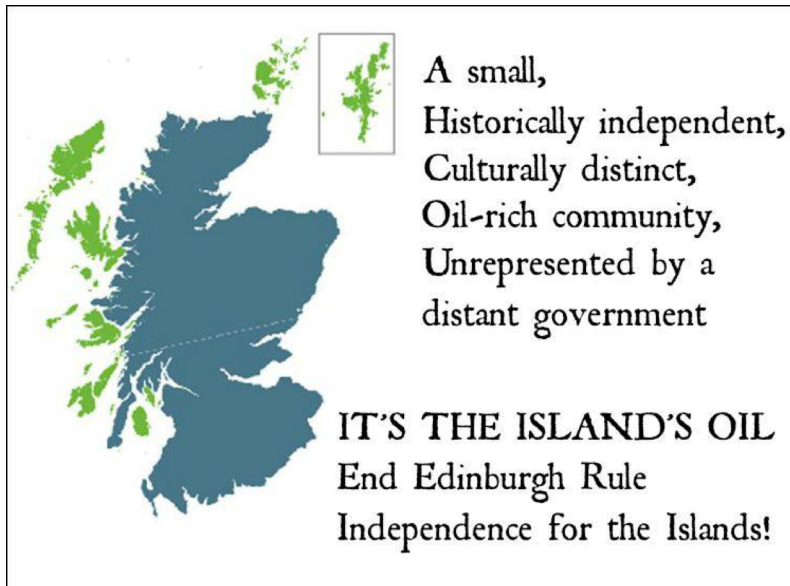 A small,
Historically independent,
Culturally distinct,
Oil-rich community,
Unrepresented by a
distant government
IT'S THE ISLAND'S OIL
End Edinburgh Rule
Independence for the Islands!